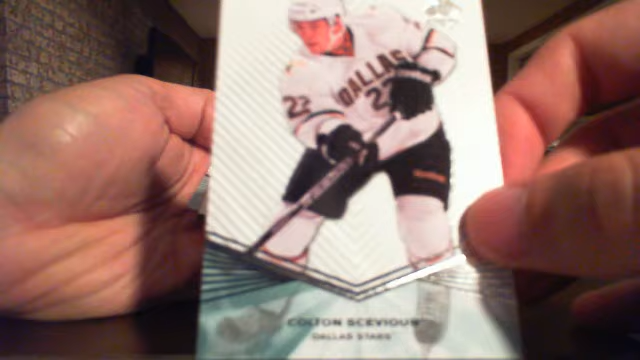 DALLAS
22
22
COLTON SCEVIOUR
DALLAS STARS